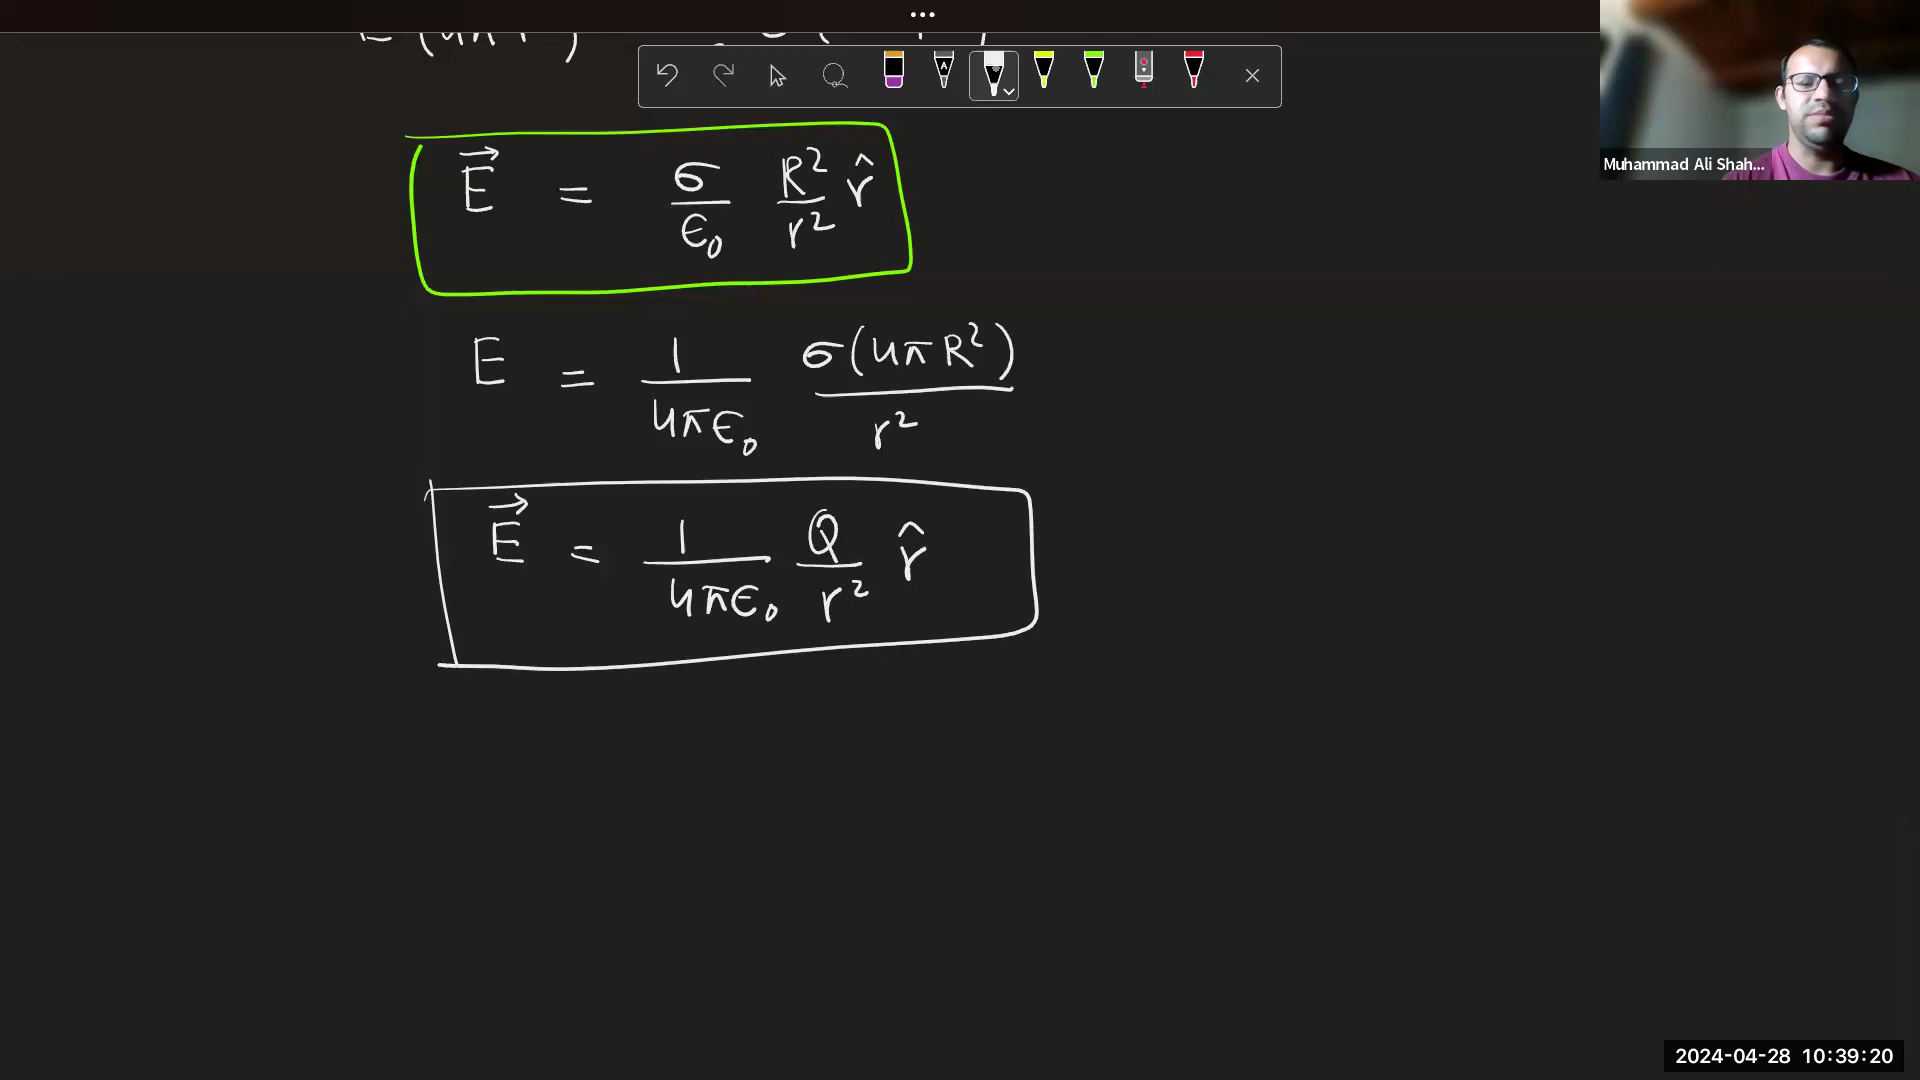 ...
Muhammad Ali Shah...
E⃗ = σ/ϵ₀ R²/r² r̂
E = 1/4πϵ₀ σ(4πR²)/r²
E⃗ = 1/4πϵ₀ Q/r² r̂
2024-04-28 10:39:20